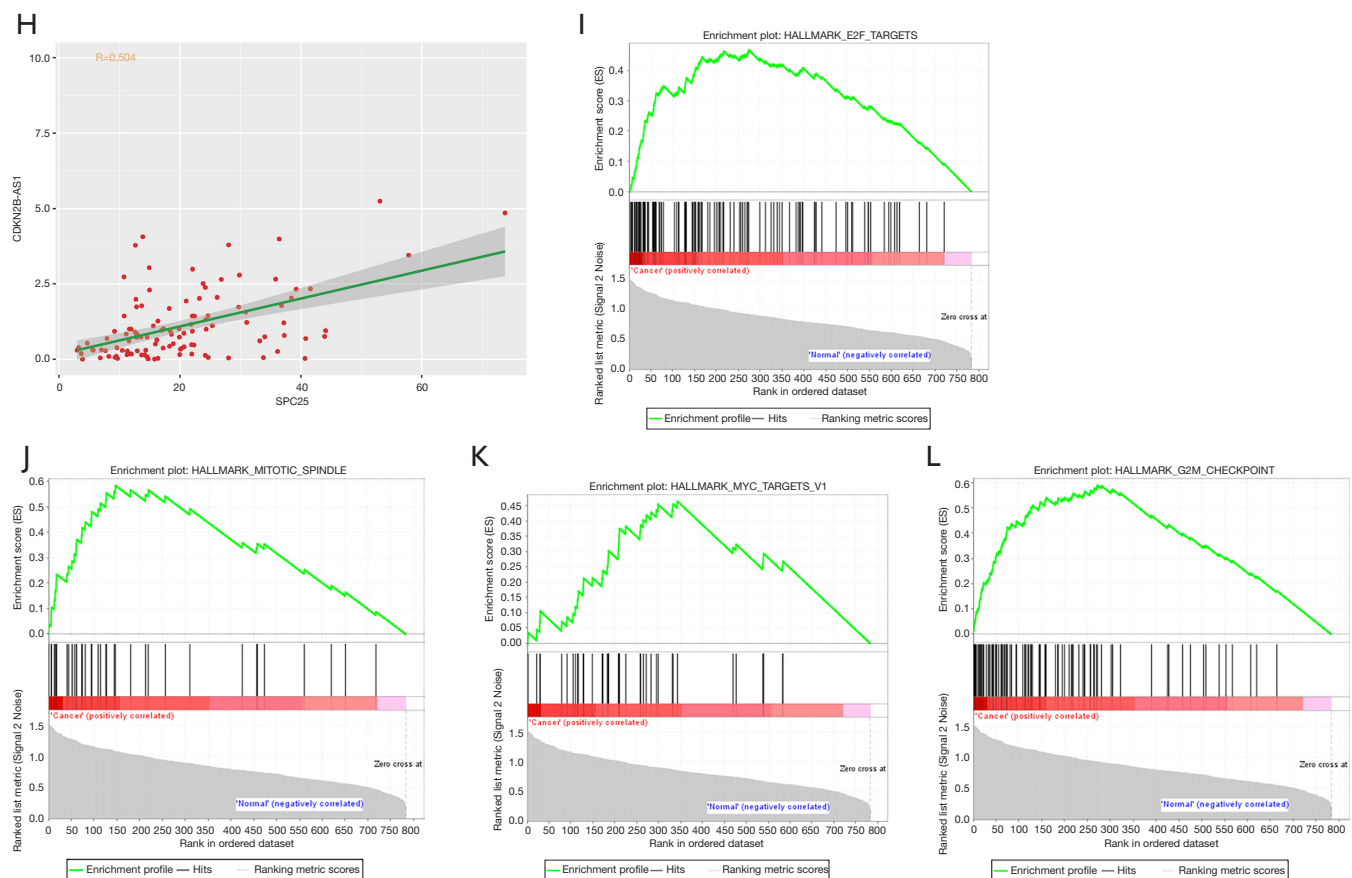 H
R=0.504
10.0
7.5
5.0
2.5
0.0
CDKN2B-AS1
0 20 40 60
SPC25
I
Enrichment plot: HALLMARK_E2F_TARGETS
Enrichment score (ES)
0.4
0.3
0.2
0.1
0.0
'Cancer' (positively correlated)
Ranked list metric (Signal 2 Noise)
1.5
1.0
0.5
0.0
Zero cross at
'Normal' (negatively correlated)
0 50 100 150 200 250 300 350 400 450 500 550 600 650 700 750 800
Rank in ordered dataset
Enrichment profile Hits Ranking metric scores
J
Enrichment plot: HALLMARK_MITOTIC_SPINDLE
Enrichment score (ES)
0.6
0.5
0.4
0.3
0.2
0.1
0.0
'Cancer' (positively correlated)
Ranked list metric (Signal 2 Noise)
1.5
1.0
0.5
0.0
Zero cross at
'Normal' (negatively correlated)
0 50 100 150 200 250 300 350 400 450 500 550 600 650 700 750 800
Rank in ordered dataset
Enrichment profile Hits Ranking metric scores
K
Enrichment plot: HALLMARK_MYC_TARGETS_V1
Enrichment score (ES)
0.45
0.40
0.35
0.30
0.25
0.20
0.15
0.10
0.05
0.00
'Cancer' (positively correlated)
Ranked list metric (Signal 2 Noise)
1.5
1.0
0.5
0.0
Zero cross at
'Normal' (negatively correlated)
0 50 100 150 200 250 300 350 400 450 500 550 600 650 700 750 800
Rank in ordered dataset
Enrichment profile Hits Ranking metric scores
L
Enrichment plot: HALLMARK_G2M_CHECKPOINT
Enrichment score (ES)
0.6
0.5
0.4
0.3
0.2
0.1
0.0
'Cancer' (positively correlated)
Ranked list metric (Signal 2 Noise)
1.5
1.0
0.5
0.0
Zero cross at
'Normal' (negatively correlated)
0 50 100 150 200 250 300 350 400 450 500 550 600 650 700 750 800
Rank in ordered dataset
Enrichment profile Hits Ranking metric scores